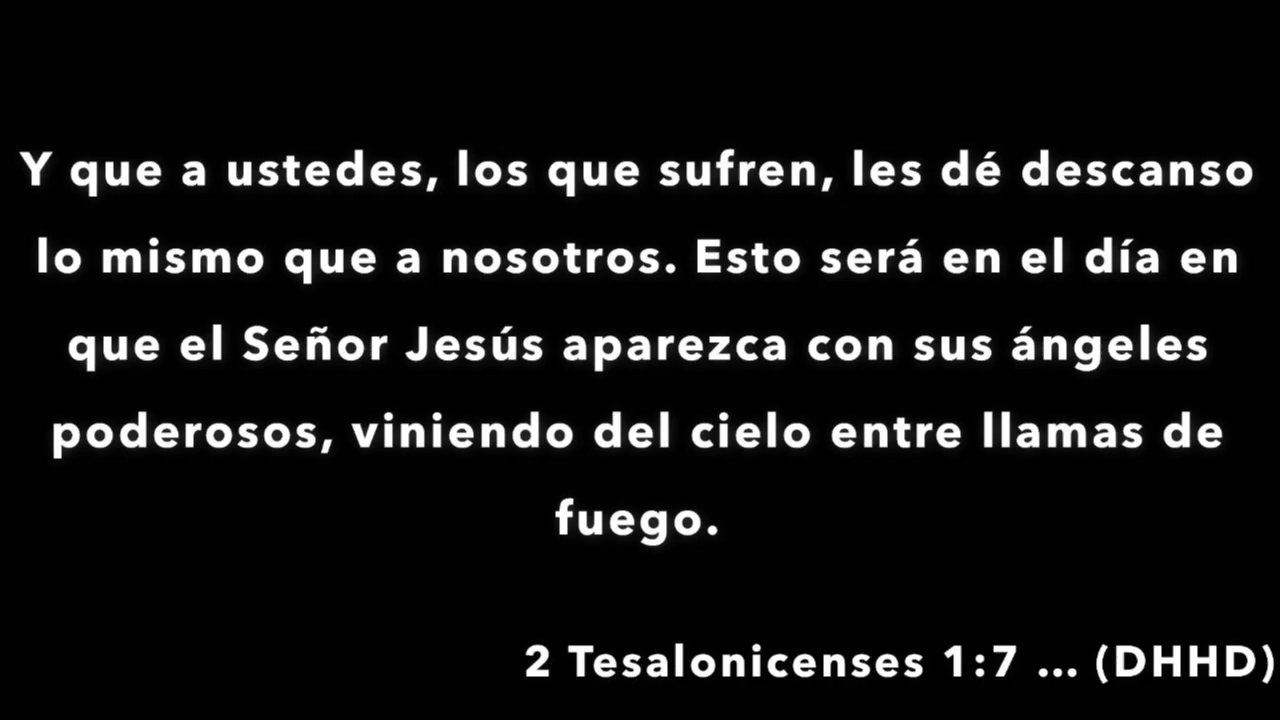 Y que a ustedes, los que sufren, les dé descanso
lo mismo que a nosotros. Esto será en el día en
que el Señor Jesús aparezca con sus ángeles
poderosos, viniendo del cielo entre llamas de
fuego.
2 Tesalonicenses 1:7 ... (DHHD)